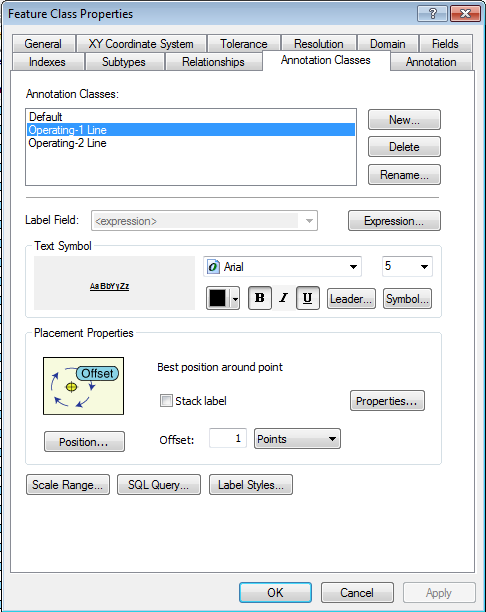 Feature Class Properties
General XY Coordinate System Tolerance Resolution Domain Fields
Indexes Subtypes Relationships Annotation Classes Annotation
Annotation Classes:
Default
Operating-1 Line
Operating-2 Line
New...
Delete
Rename...
Label Field: <expression> Expression...
Text Symbol
AaBbYyZz
Arial 5
B I U Leader... Symbol...
Placement Properties
Offset
Best position around point
Stack label Properties...
Position... Offset: 1 Points
Scale Range... SQL Query... Label Styles...
OK Cancel Apply